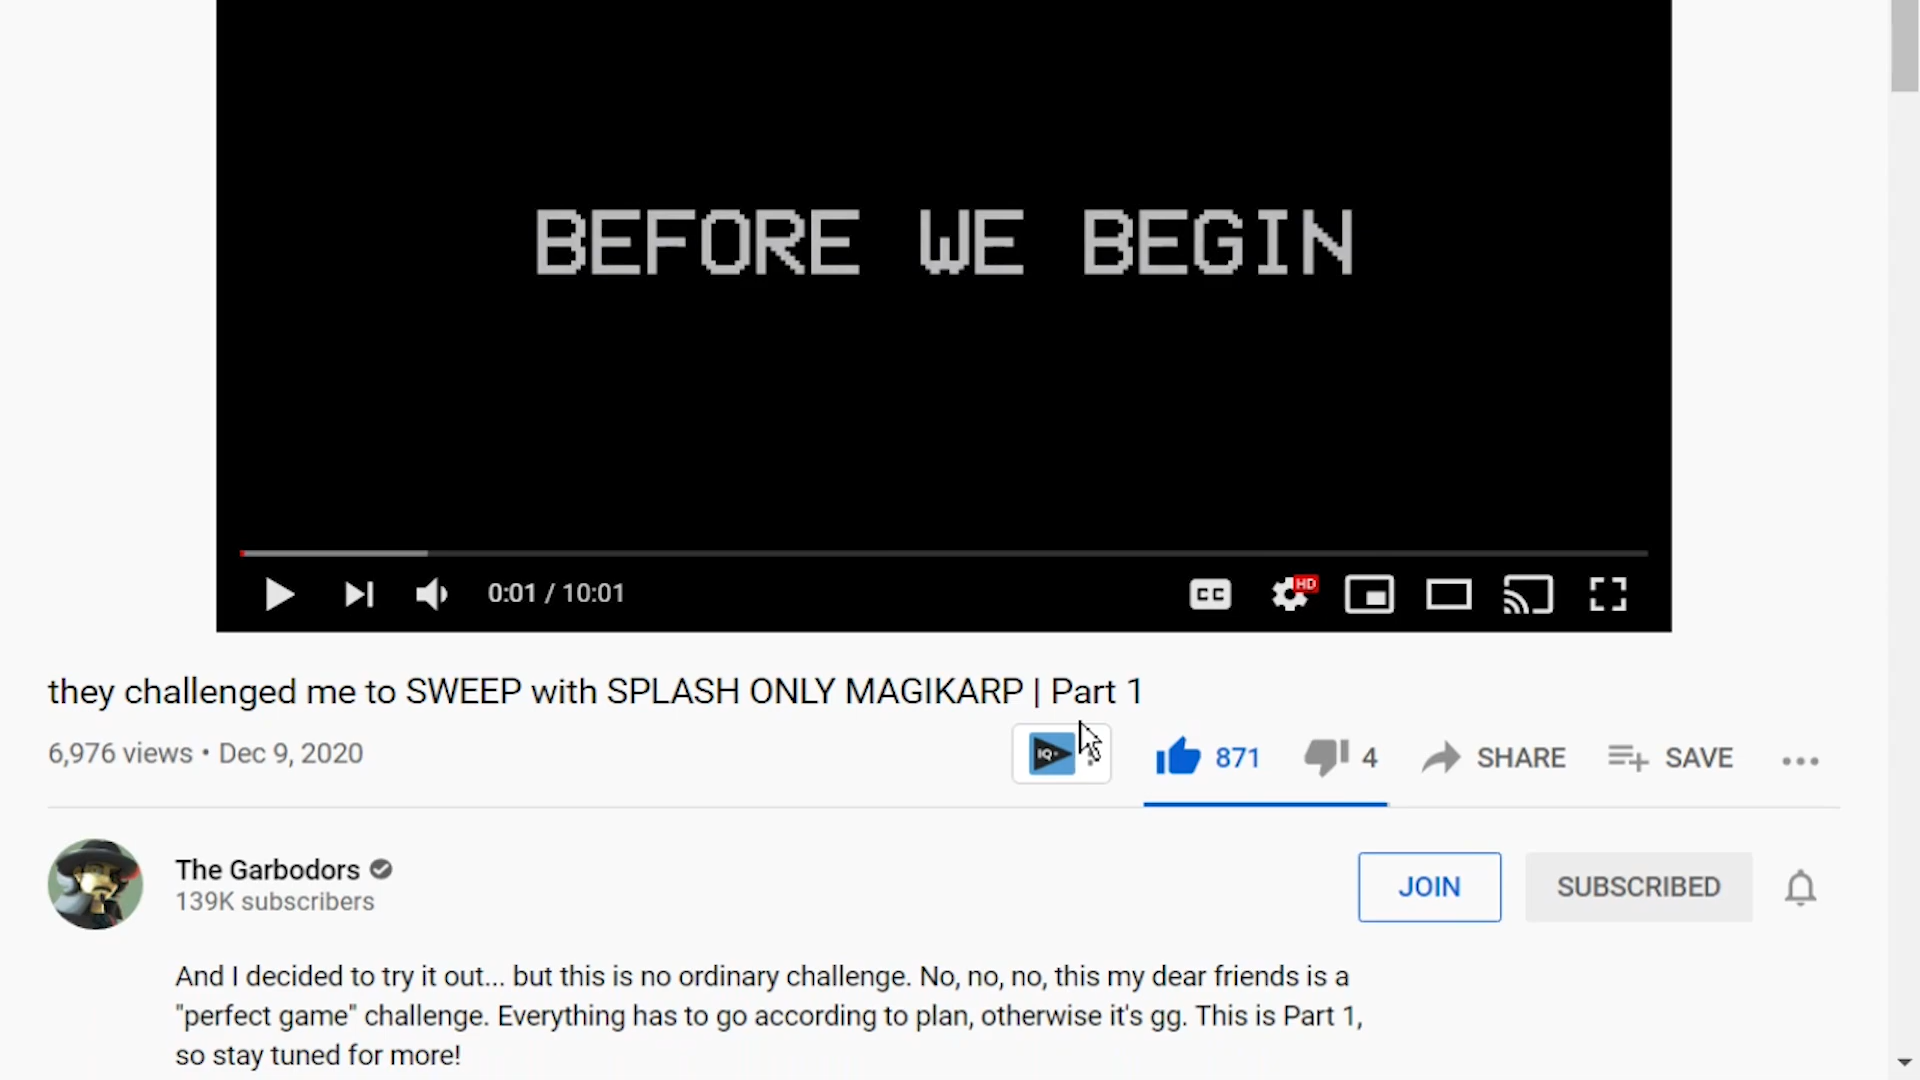 BEFORE WE BEGIN
0:01 / 10:01
CC
HD
they challenged me to SWEEP with SPLASH ONLY MAGIKARP | Part 1
6,976 views • Dec 9, 2020
IQ
871
4
SHARE
SAVE
The Garbodors
139K subscribers
JOIN
SUBSCRIBED
And I decided to try it out... but this is no ordinary challenge. No, no, no, this my dear friends is a
"perfect game" challenge. Everything has to go according to plan, otherwise it's gg. This is Part 1,
so stay tuned for more!